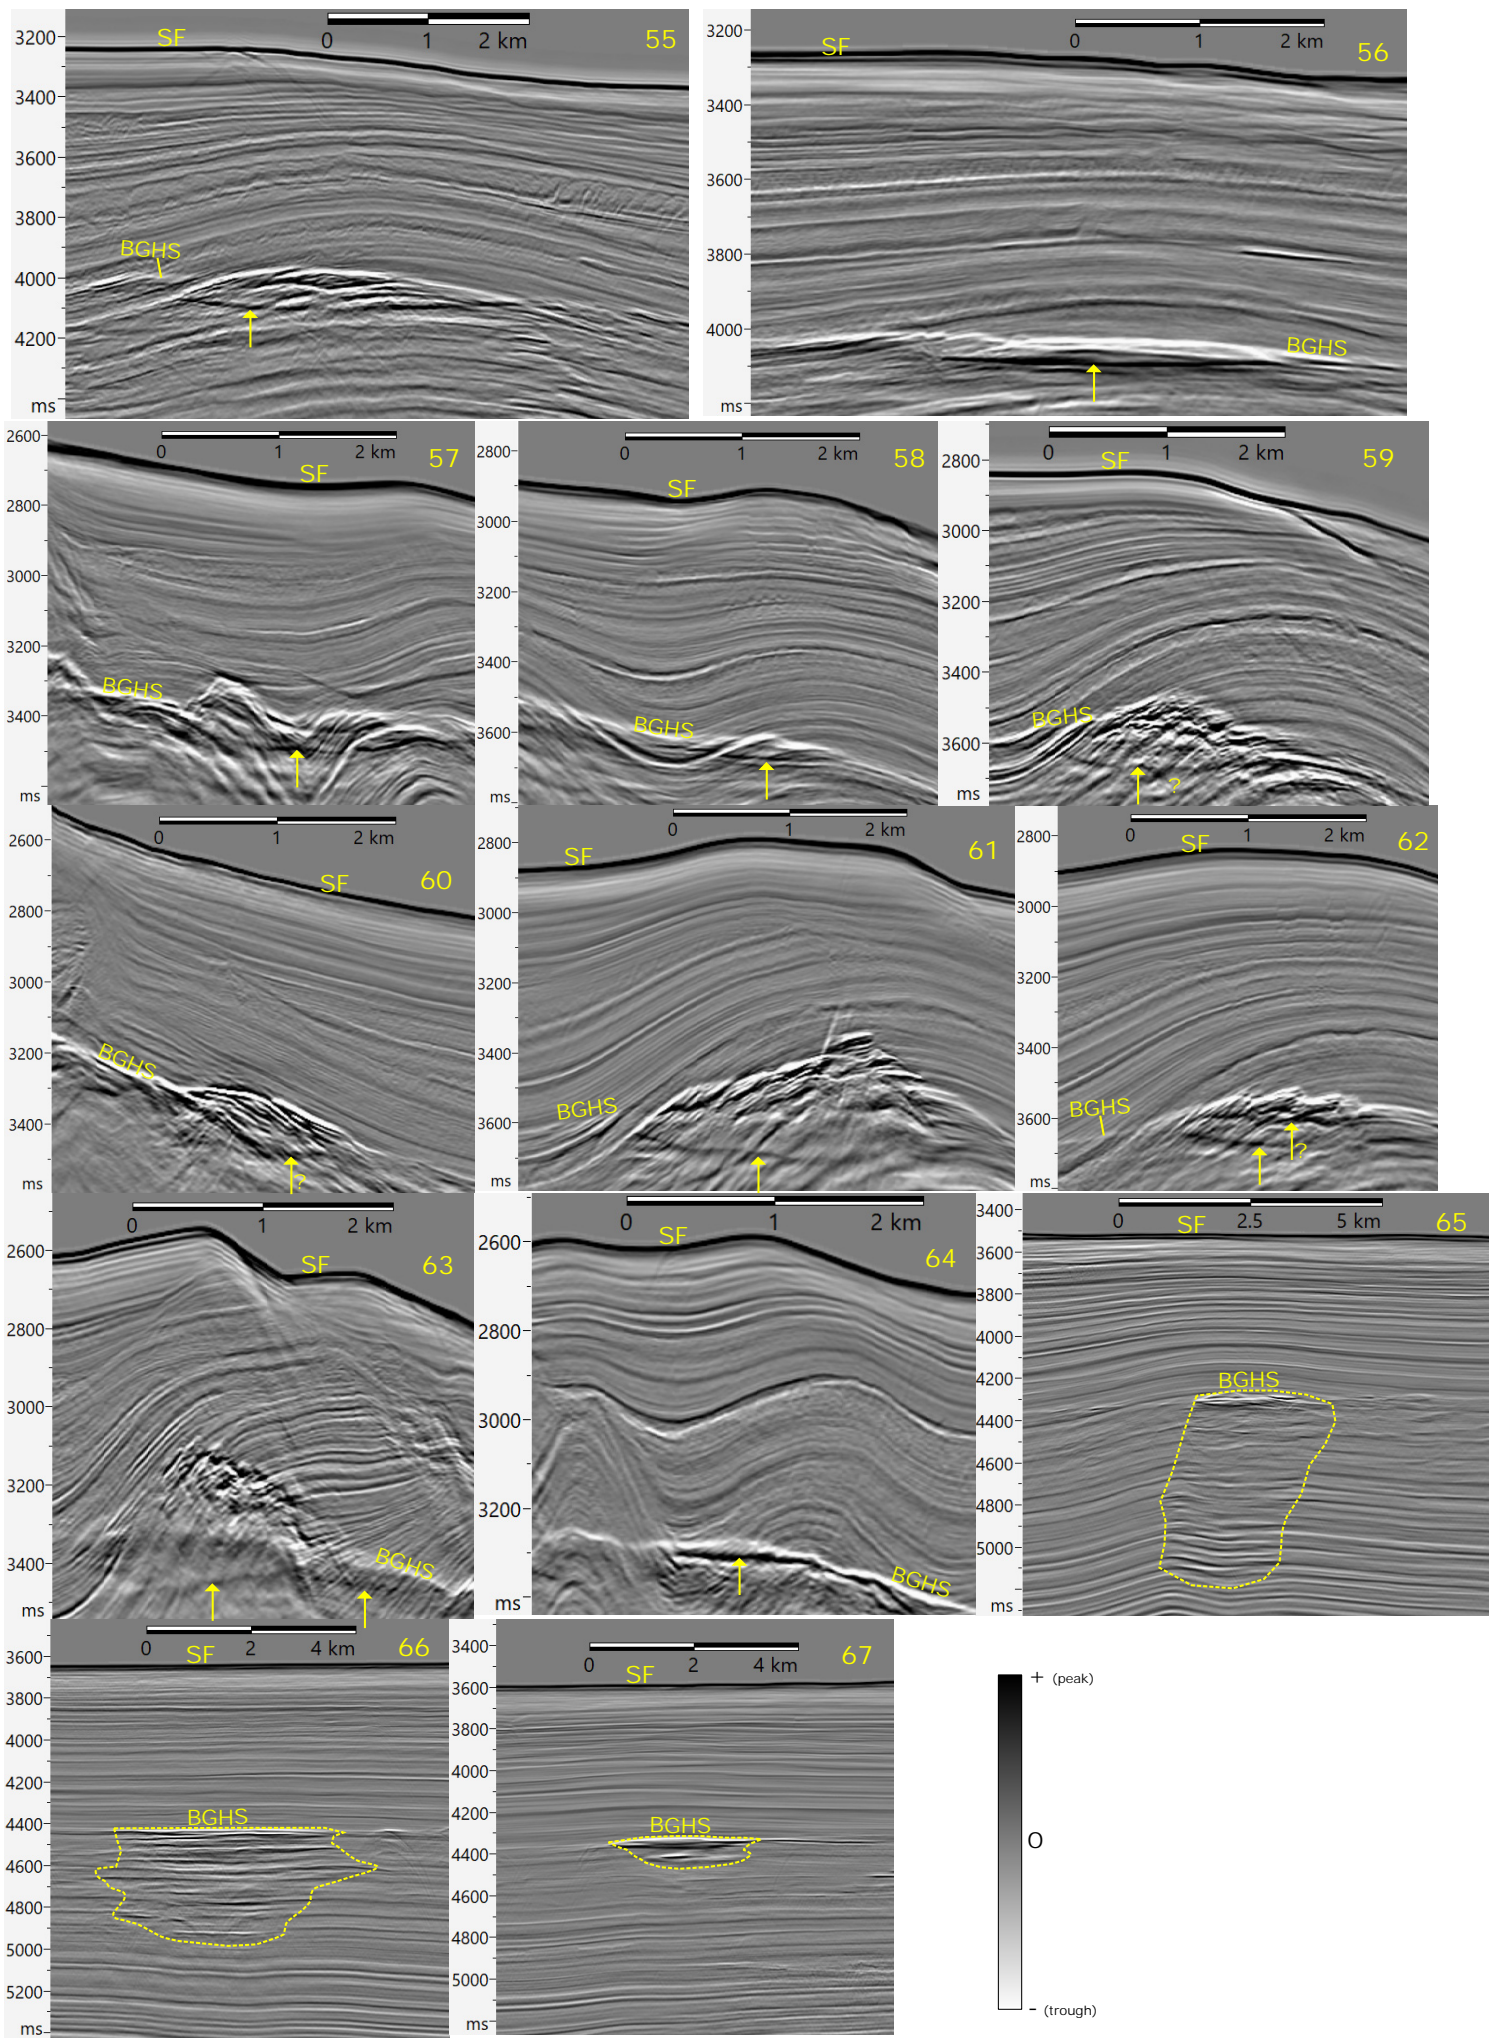 SF 0 1 2 km 55
3200
3400
3600
3800
BGHS
4000
4200
ms
SF 0 1 2 km 56
3200
3400
3600
3800
4000
BGHS
ms
2600
0 1 2 km 57
SF
2800
3000
3200
BGHS
3400
ms
2800
0 1 2 km 58
SF
3000
3200
3400
BGHS
3600
ms
2800
0 1 2 km 59
SF
3000
3200
3400
BGHS
3600
?
ms
2600
0 1 2 km
SF 60
2800
3000
3200
BGHS
3400
?
ms
2800
0 1 2 km
SF 61
3000
3200
3400
BGHS
3600
ms
2800
0 1 2 km
SF 62
3000
3200
3400
BGHS
3600
?
ms
0 1 2 km
2600
SF 63
2800
3000
3200
3400
BGHS
ms
0 1 2 km
2600
SF 64
2800
3000
3200
BGHS
ms
3400
0 2.5 5 km
SF 65
3600
3800
4000
4200
BGHS
4400
4600
4800
5000
ms
0 2 4 km
3600
SF 66
3800
4000
4200
4400
BGHS
4600
4800
5000
5200
ms
3400
0 2 4 km
SF 67
3600
3800
4000
4200
BGHS
4400
4600
4800
5000
ms
+ (peak)
O
- (trough)